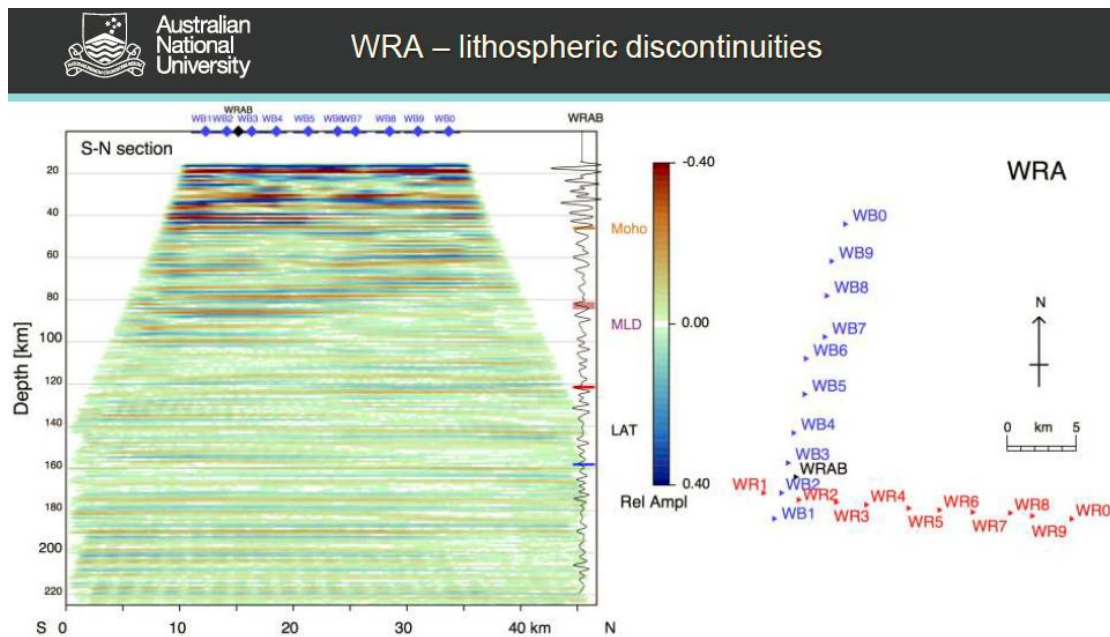 Australian
National
University
WRA – lithospheric discontinuities
WRAB
WB1 WB2 WB3 WB4 WB5 WB6 WB7 WB8 WB9 WB0
WRAB
S-N section
20
40
60
80
100
120
140
160
180
200
220
Depth [km]
S 0 10 20 30 40 km N
Moho
MLD
LAT
-0.40
0.00
0.40
Rel Ampl
WRA
WB0
WB9
WB8
WB7
WB6
WB5
WB4
WB3
WRAB
WB2
WB1
WR1
WR2
WR3
WR4
WR5
WR6
WR7
WR8
WR9
WR0
N
0 km 5